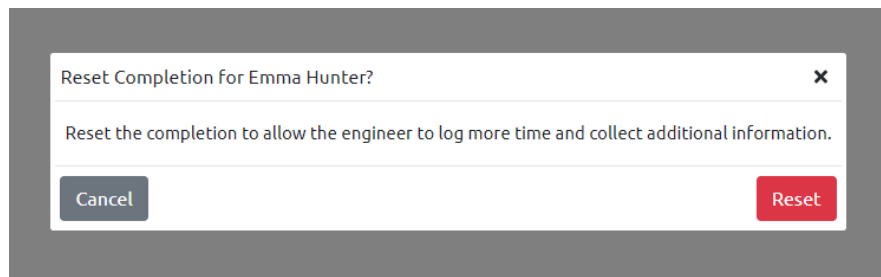 Reset Completion for Emma Hunter?
Reset the completion to allow the engineer to log more time and collect additional information.
Cancel
Reset